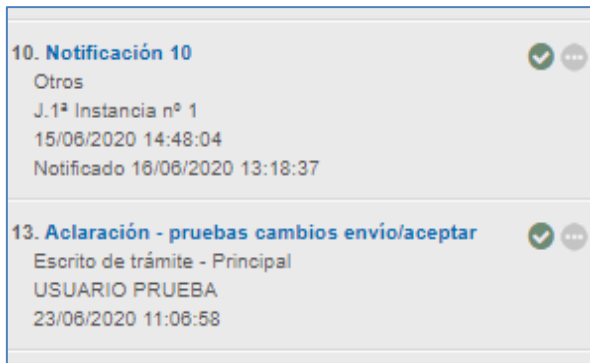 10. Notificación 10
Otros
J.1ª Instancia nº 1
15/06/2020 14:48:04
Notificado 16/06/2020 13:18:37
13. Aclaración - pruebas cambios envío/aceptar
Escrito de trámite - Principal
USUARIO PRUEBA
23/06/2020 11:06:58